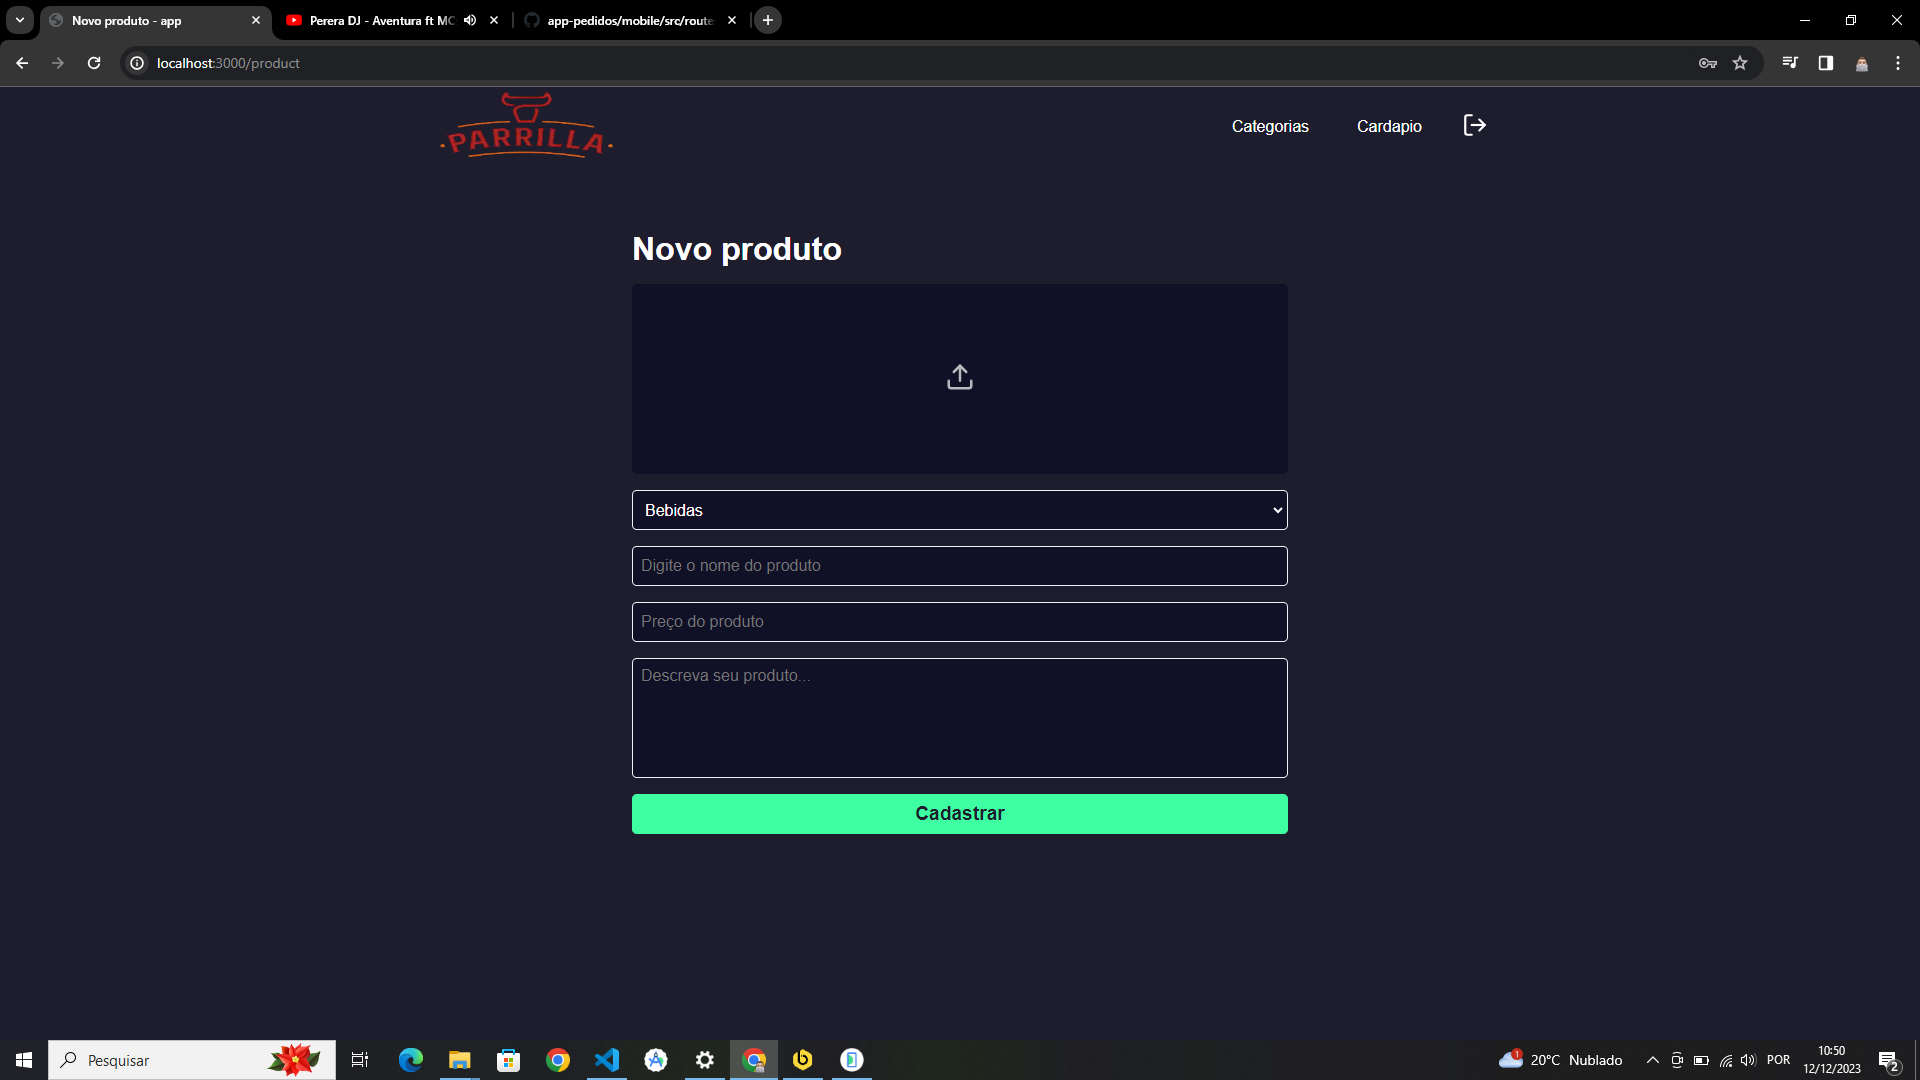 Novo produto - app
Perera DJ - Aventura ft MC
app-pedidos/mobile/src/route
localhost:3000/product
PARRILLA
Categorias
Cardapio
Novo produto
Bebidas
Digite o nome do produto
Preço do produto
Descreva seu produto...
Cadastrar
Pesquisar
1
20°C Nublado
POR
10:50
12/12/2023
2